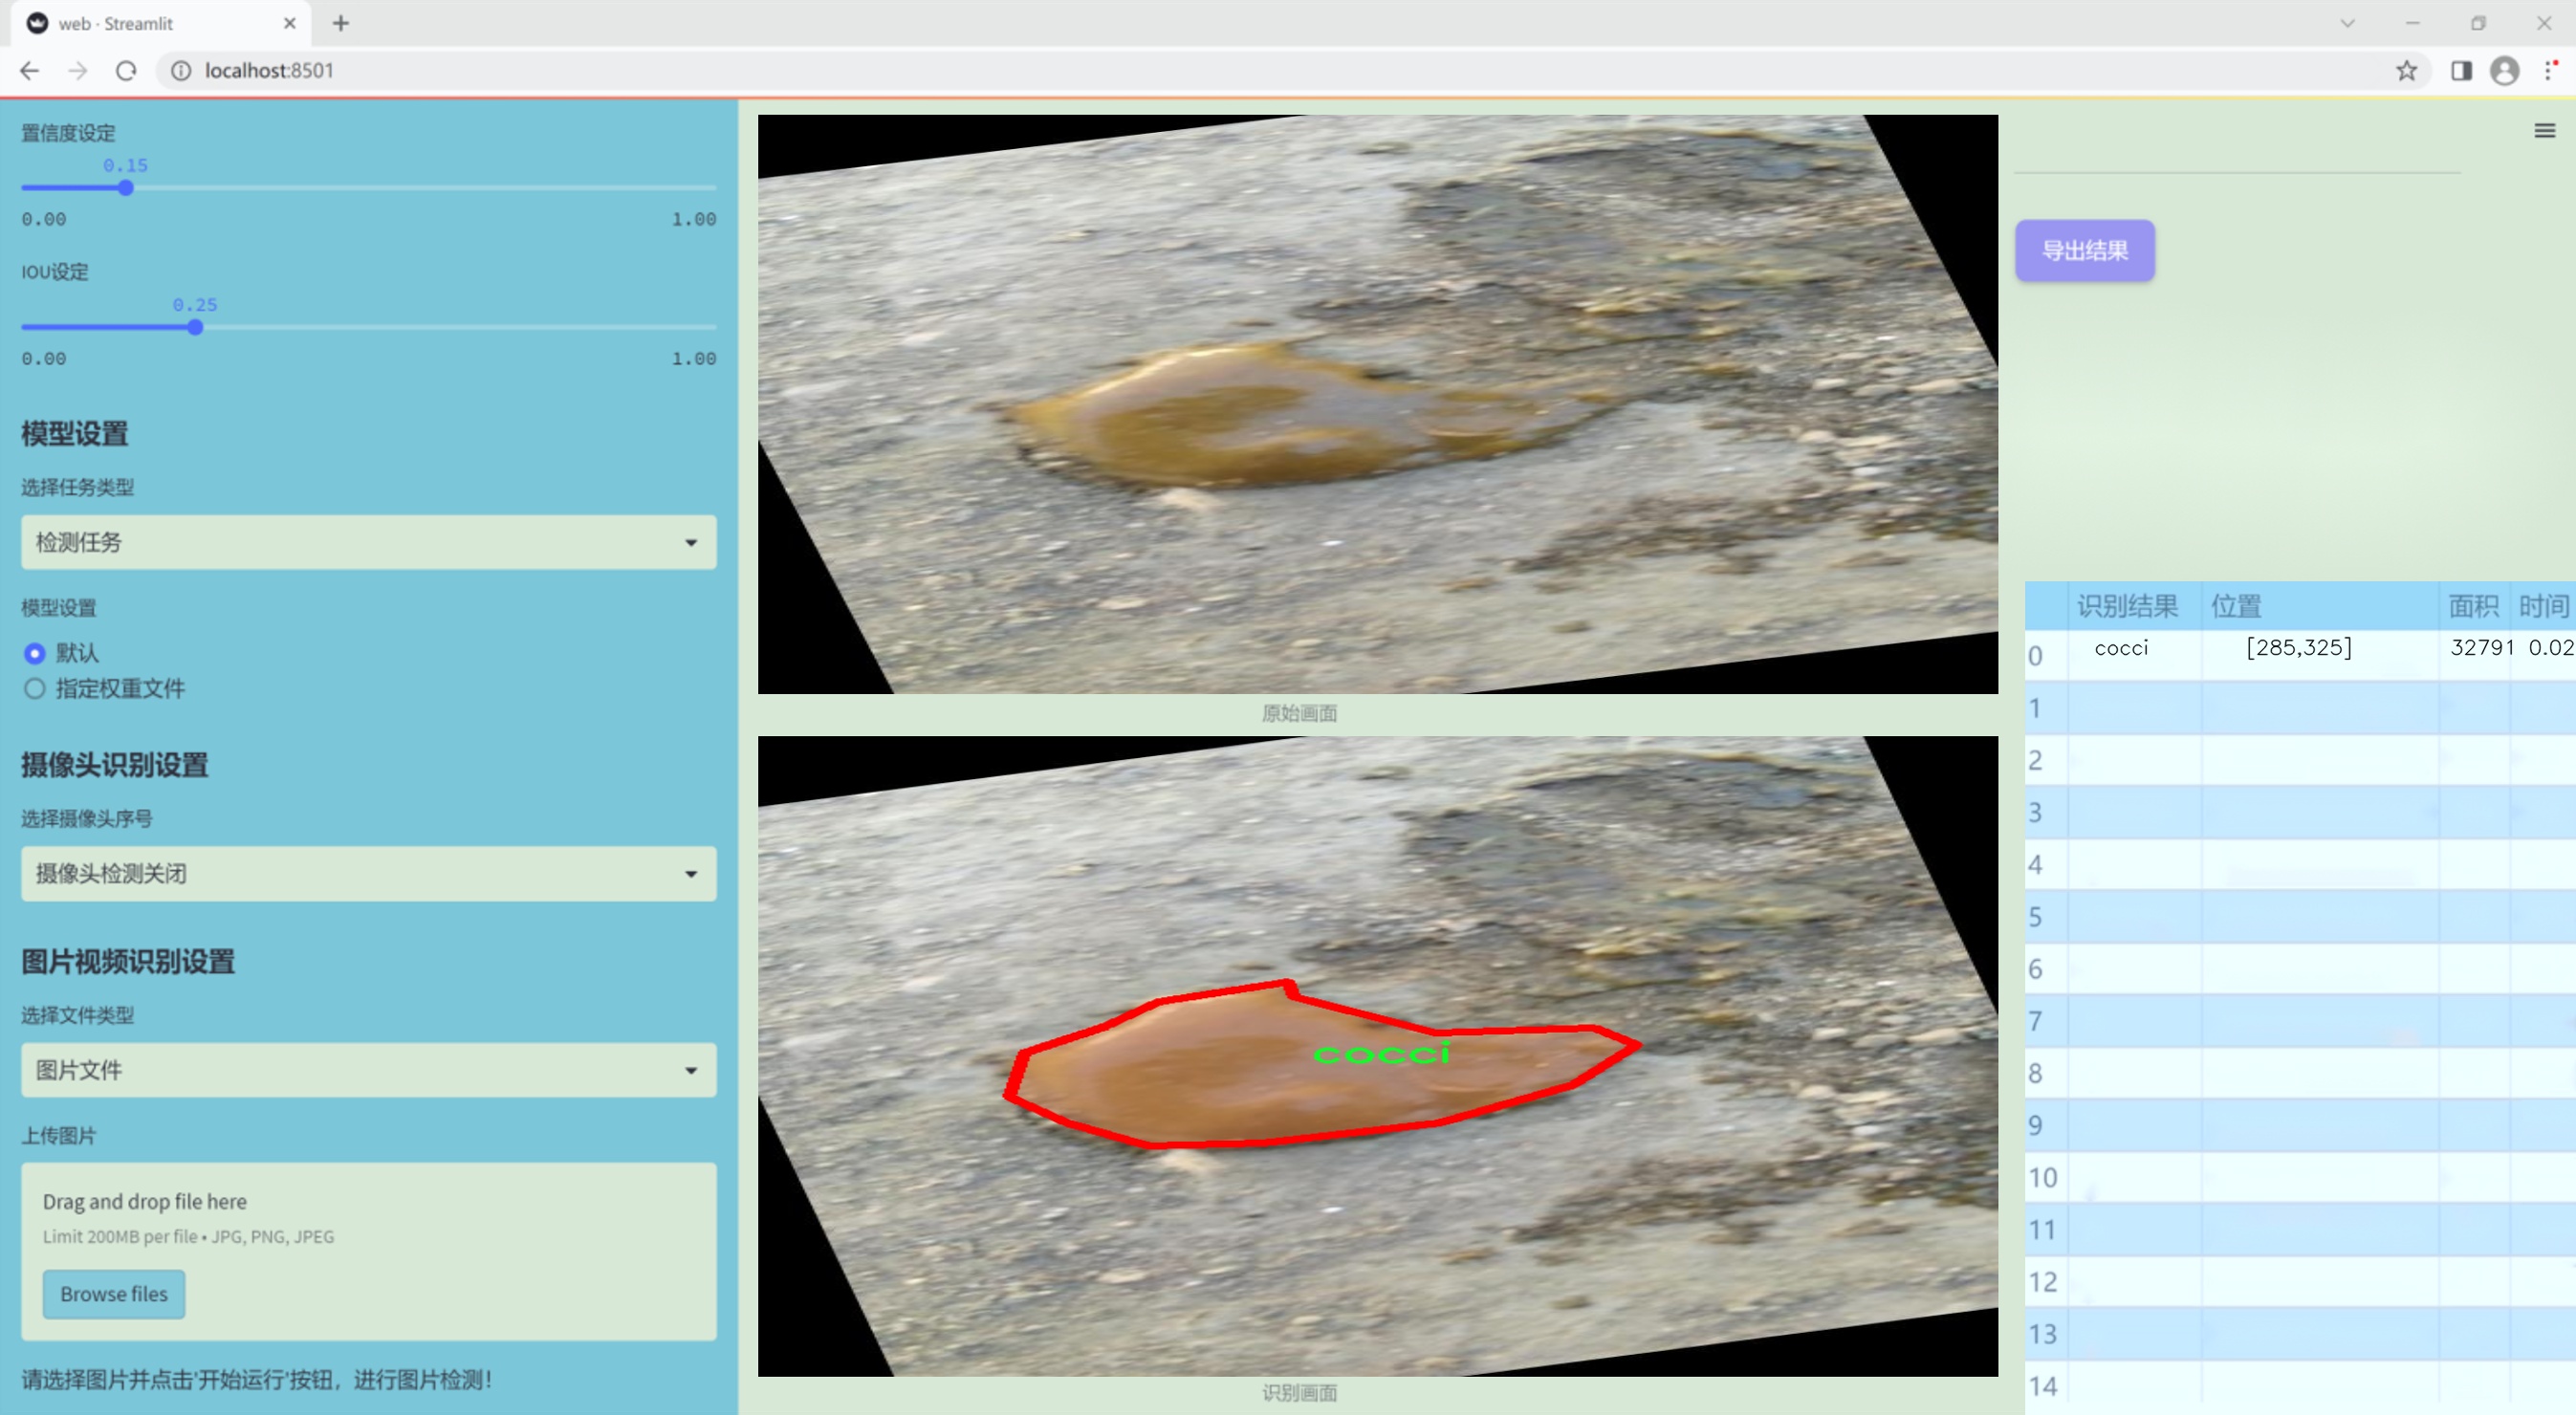 web · Streamlit
localhost:8501
置信度设定
0.15
0.00 1.00
IOU设定
0.25
0.00 1.00
模型设置
选择任务类型
检测任务
模型设置
默认
指定权重文件
摄像头识别设置
选择摄像头序号
摄像头检测关闭
图片视频识别设置
选择文件类型
图片文件
上传图片
Drag and drop file here
Limit 200MB per file • JPG, PNG, JPEG
Browse files
请选择图片并点击'开始运行'按钮，进行图片检测！
原始画面
cocci
识别画面
导出结果
识别结果 位置 面积 时间
0 cocci [285,325] 32791 0.02
1
2
3
4
5
6
7
8
9
10
11
12
13
14